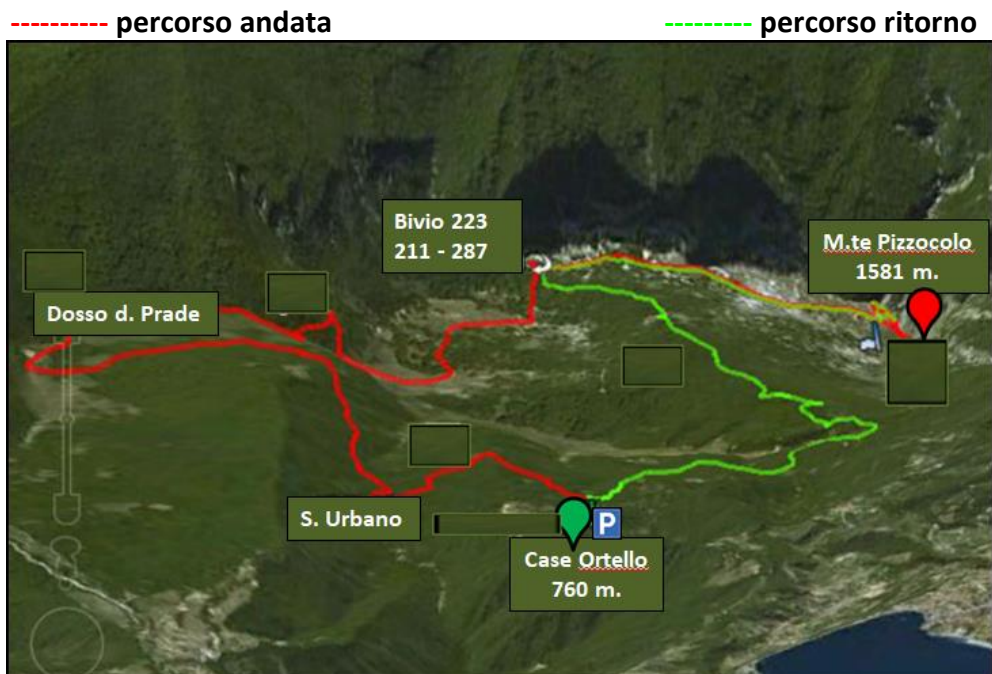 ---------- percorso andata
--------- percorso ritorno
Bivio 223
211 - 287
M.te Pizzocolo
1581 m.
Dosso d. Prade
S. Urbano
P
Case Ortello
760 m.